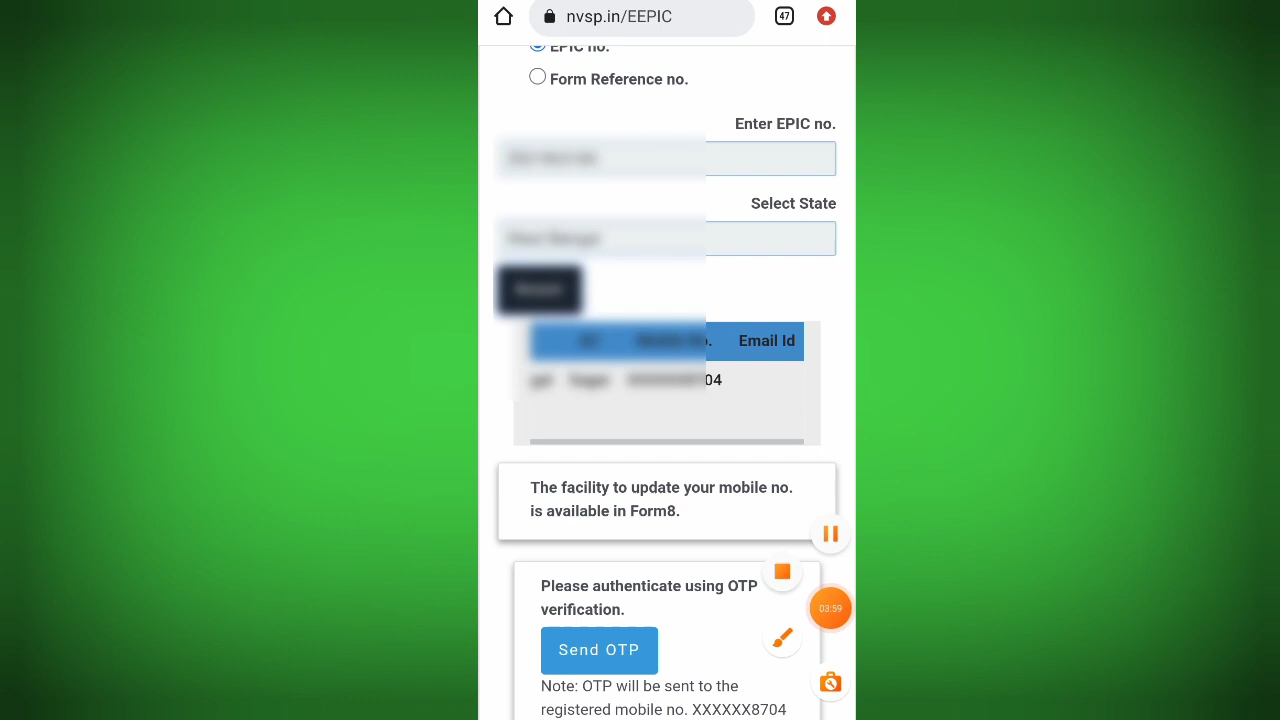 nvsp.in/EEPIC
47
EPIC no.
Form Reference no.
Enter EPIC no.
Select State
Email Id
04
The facility to update your mobile no.
is available in Form8.
Please authenticate using OTP
verification.
Send OTP
Note: OTP will be sent to the
registered mobile no. XXXXXX8704
03:59